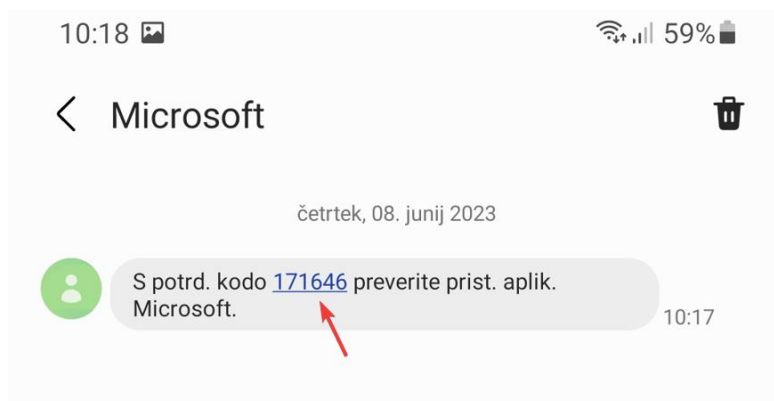 10:18 59%
Microsoft
četrtek, 08. junij 2023
S potrd. kodo 171646 preverite prist. aplik.
Microsoft.
10:17